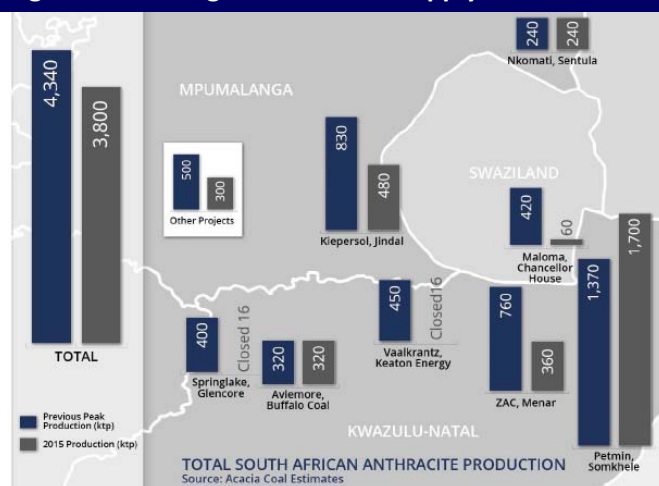 4,340
3,800
TOTAL
Previous Peak
Production (ktp)
2015 Production (ktp)
MPUMALANGA
500
300
Other Projects
830
480
Kiepersol, Jindal
240
240
Nkomati, Sentula
SWAZILAND
420
60
Maloma,
Chancellor
House
1,370
1,700
Petmin,
Somkhele
400
Closed 16
Springlake,
Glencore
320
320
Aviemore,
Buffalo Coal
450
Closed16
Vaalkrantz,
Keaton Energy
760
360
ZAC, Menar
KWAZULU-NATAL
TOTAL SOUTH AFRICAN ANTHRACITE PRODUCTION
Source: Acacia Coal Estimates